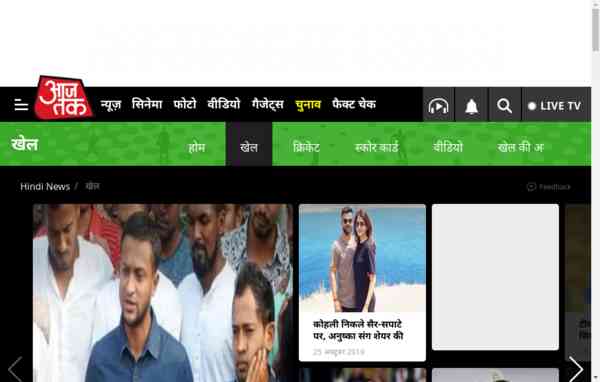 आज तक
न्यूज़ सिनेमा फोटो वीडियो गैजेट्स चुनाव फैक्ट चेक
LIVE TV
खेल
होम खेल क्रिकेट स्कोर कार्ड वीडियो खेल की
Hindi News / खेल
Feedback
कोहली निकले सैर-सपाटे
पर, अनुष्का संग शेयर की
25 अक्टूबर 2019